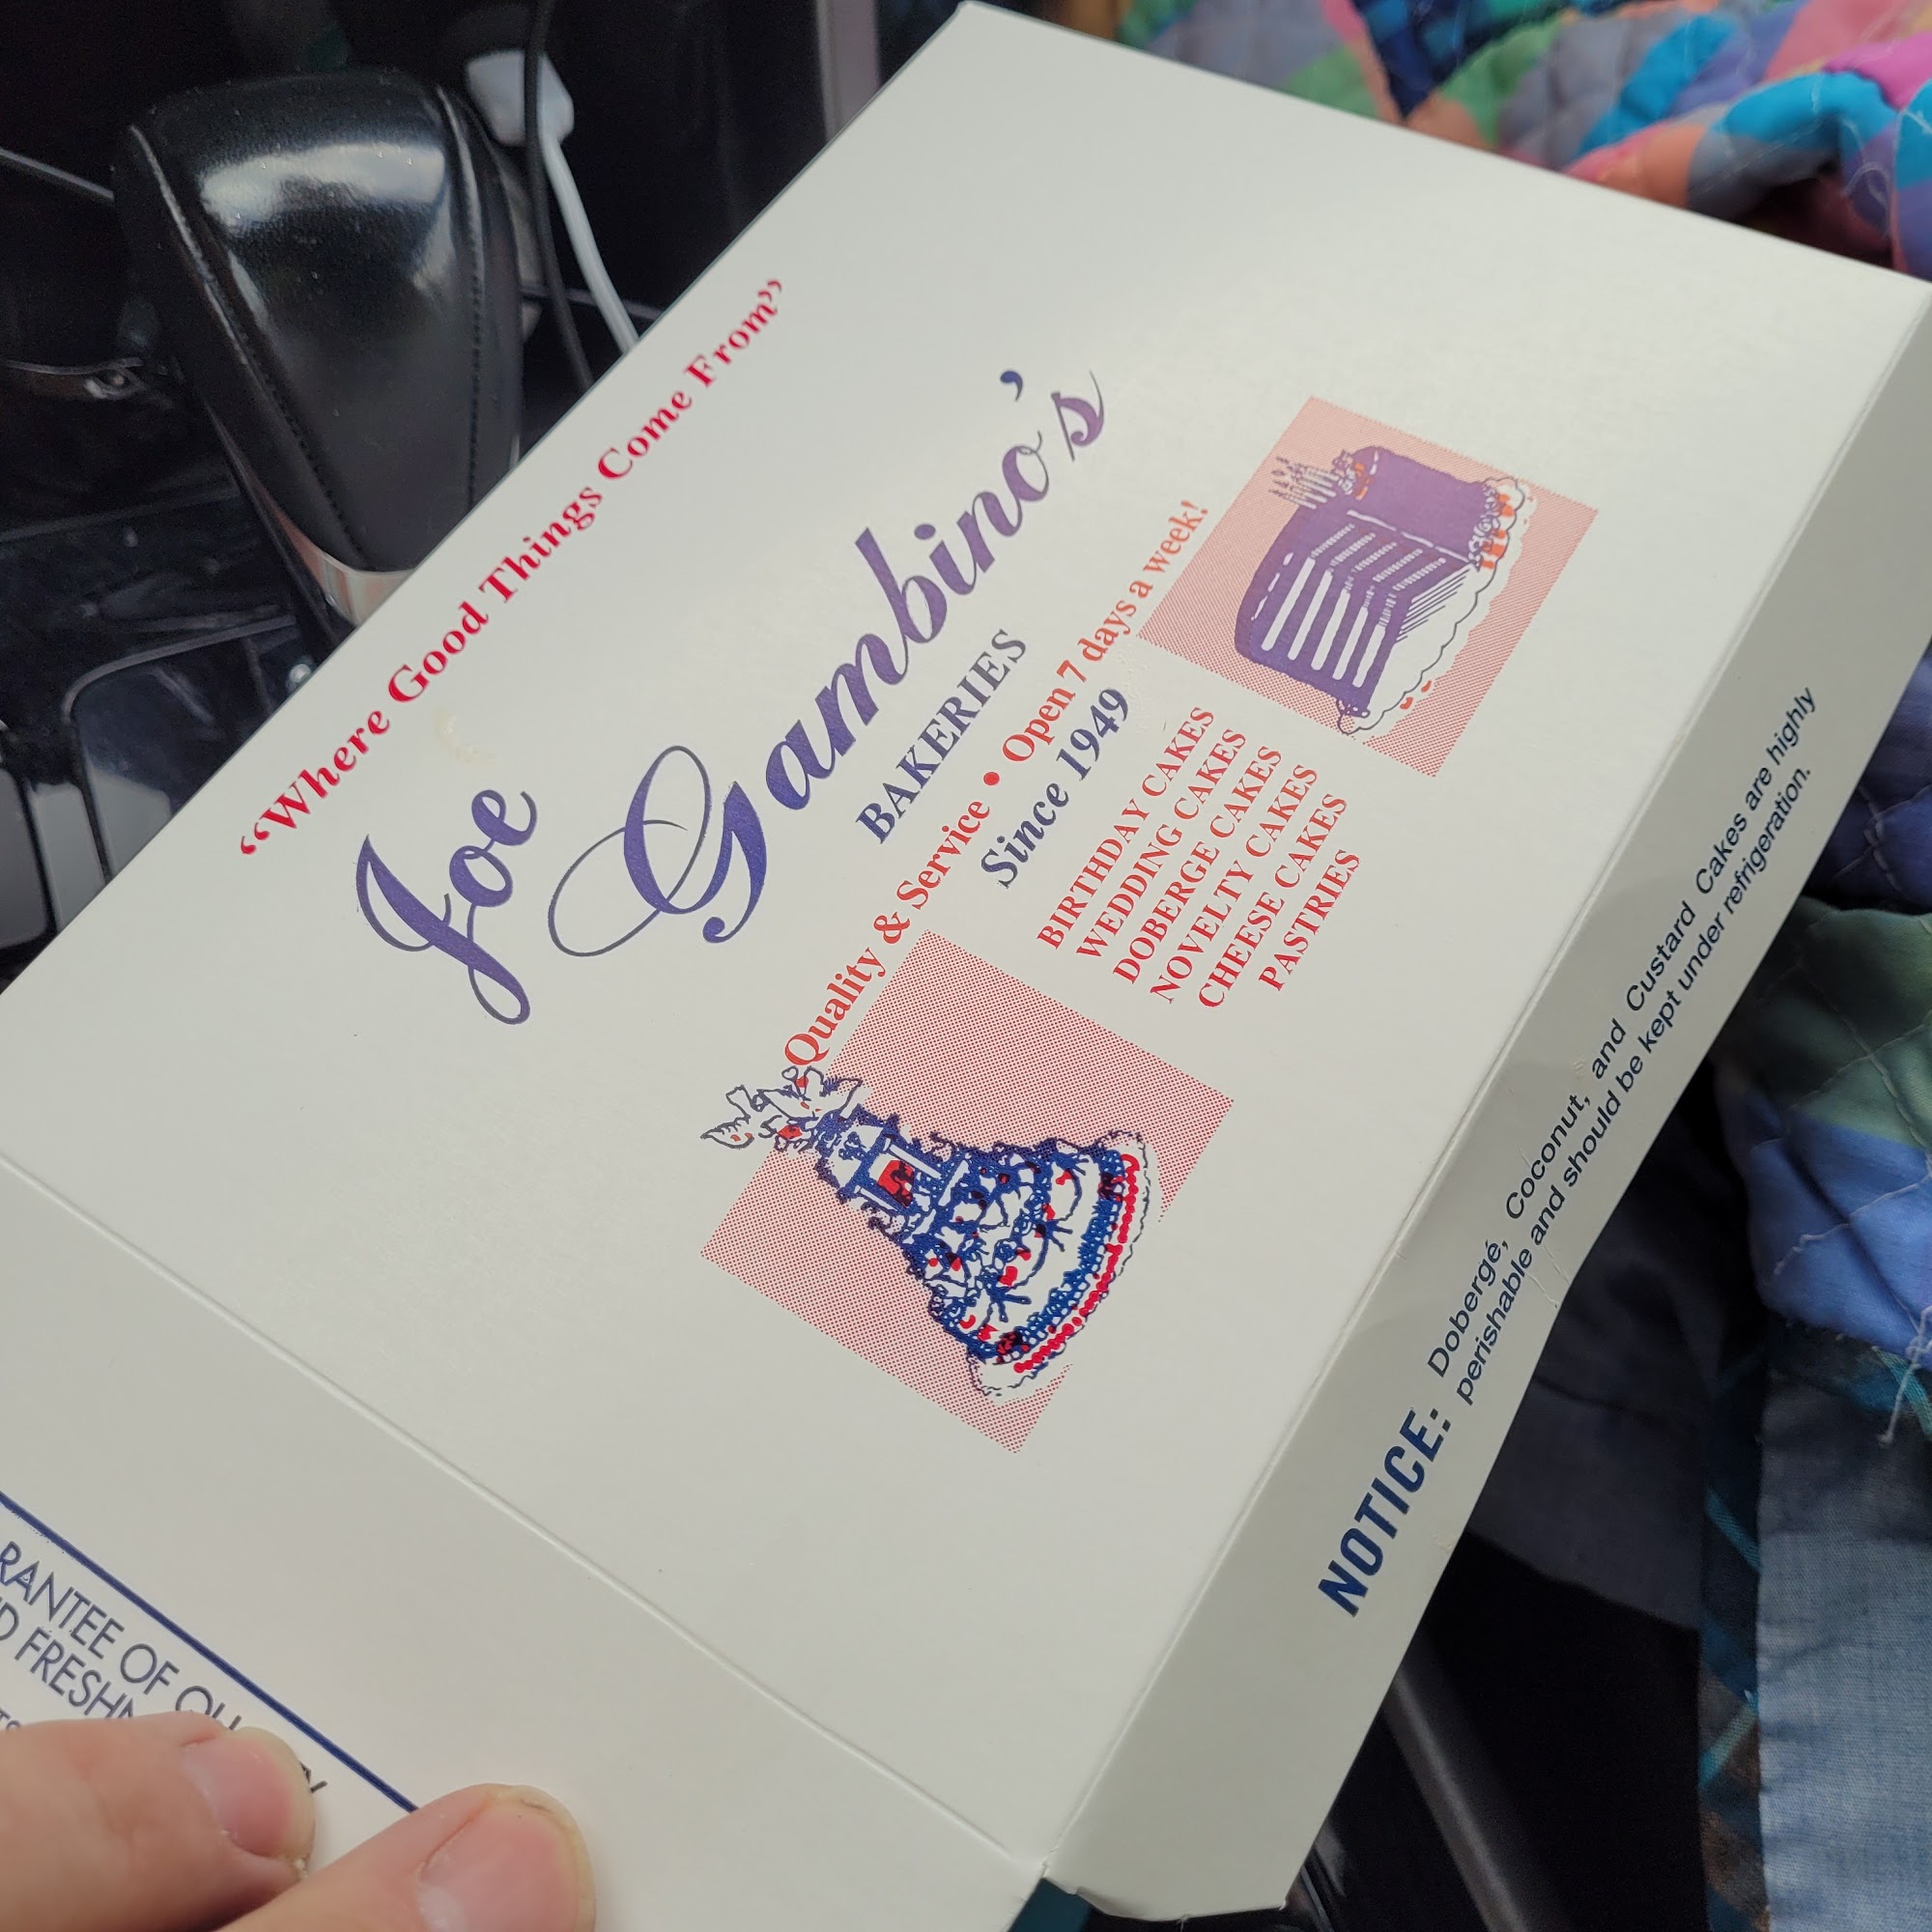 “Where Good Things Come From”
Joe
Gambino's
BAKERIES
Quality & Service • Open 7 days a week!
Since 1949
BIRTHDAY CAKES
WEDDING CAKES
DOBERGE CAKES
NOVELTY CAKES
CHEESE CAKES
PASTRIES
NOTICE: Dobergé, Coconut, and Custard Cakes are highly
perishable and should be kept under refrigeration.
OF